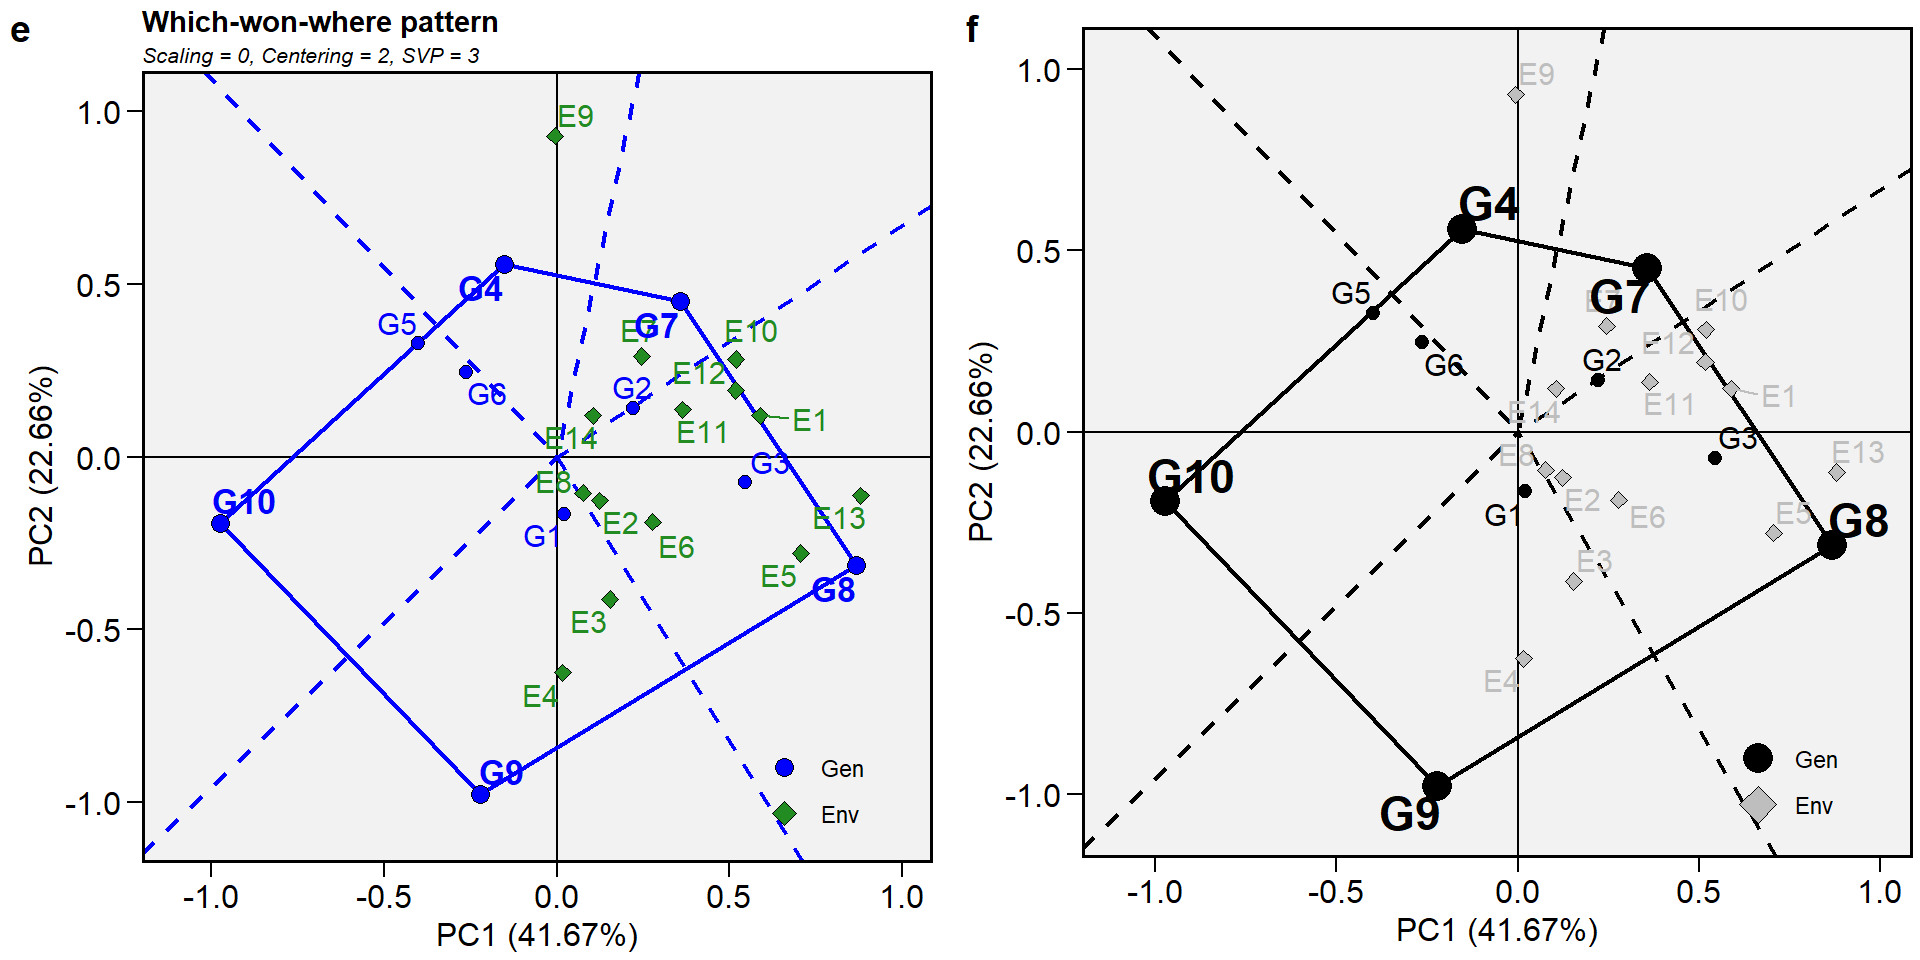 e
Which-won-where pattern
Scaling = 0, Centering = 2, SVP = 3
E9
G4
G5
G6
E7
G7
E10
E12
G2
E11
E1
E14
G3
E8
G10
E2
G1
E6
E13
E5
G8
E3
E4
G9
Gen
Env
1.0
0.5
0.0
-0.5
-1.0
-1.0
-0.5
0.0
0.5
1.0
PC1 (41.67%)
PC2 (22.66%)
f
E9
G4
G5
G6
E7
G7
E10
E12
G2
E11
E1
E14
G3
E8
G10
E2
G1
E6
E13
E5
G8
E3
E4
G9
Gen
Env
1.0
0.5
0.0
-0.5
-1.0
-1.0
-0.5
0.0
0.5
1.0
PC1 (41.67%)
PC2 (22.66%)